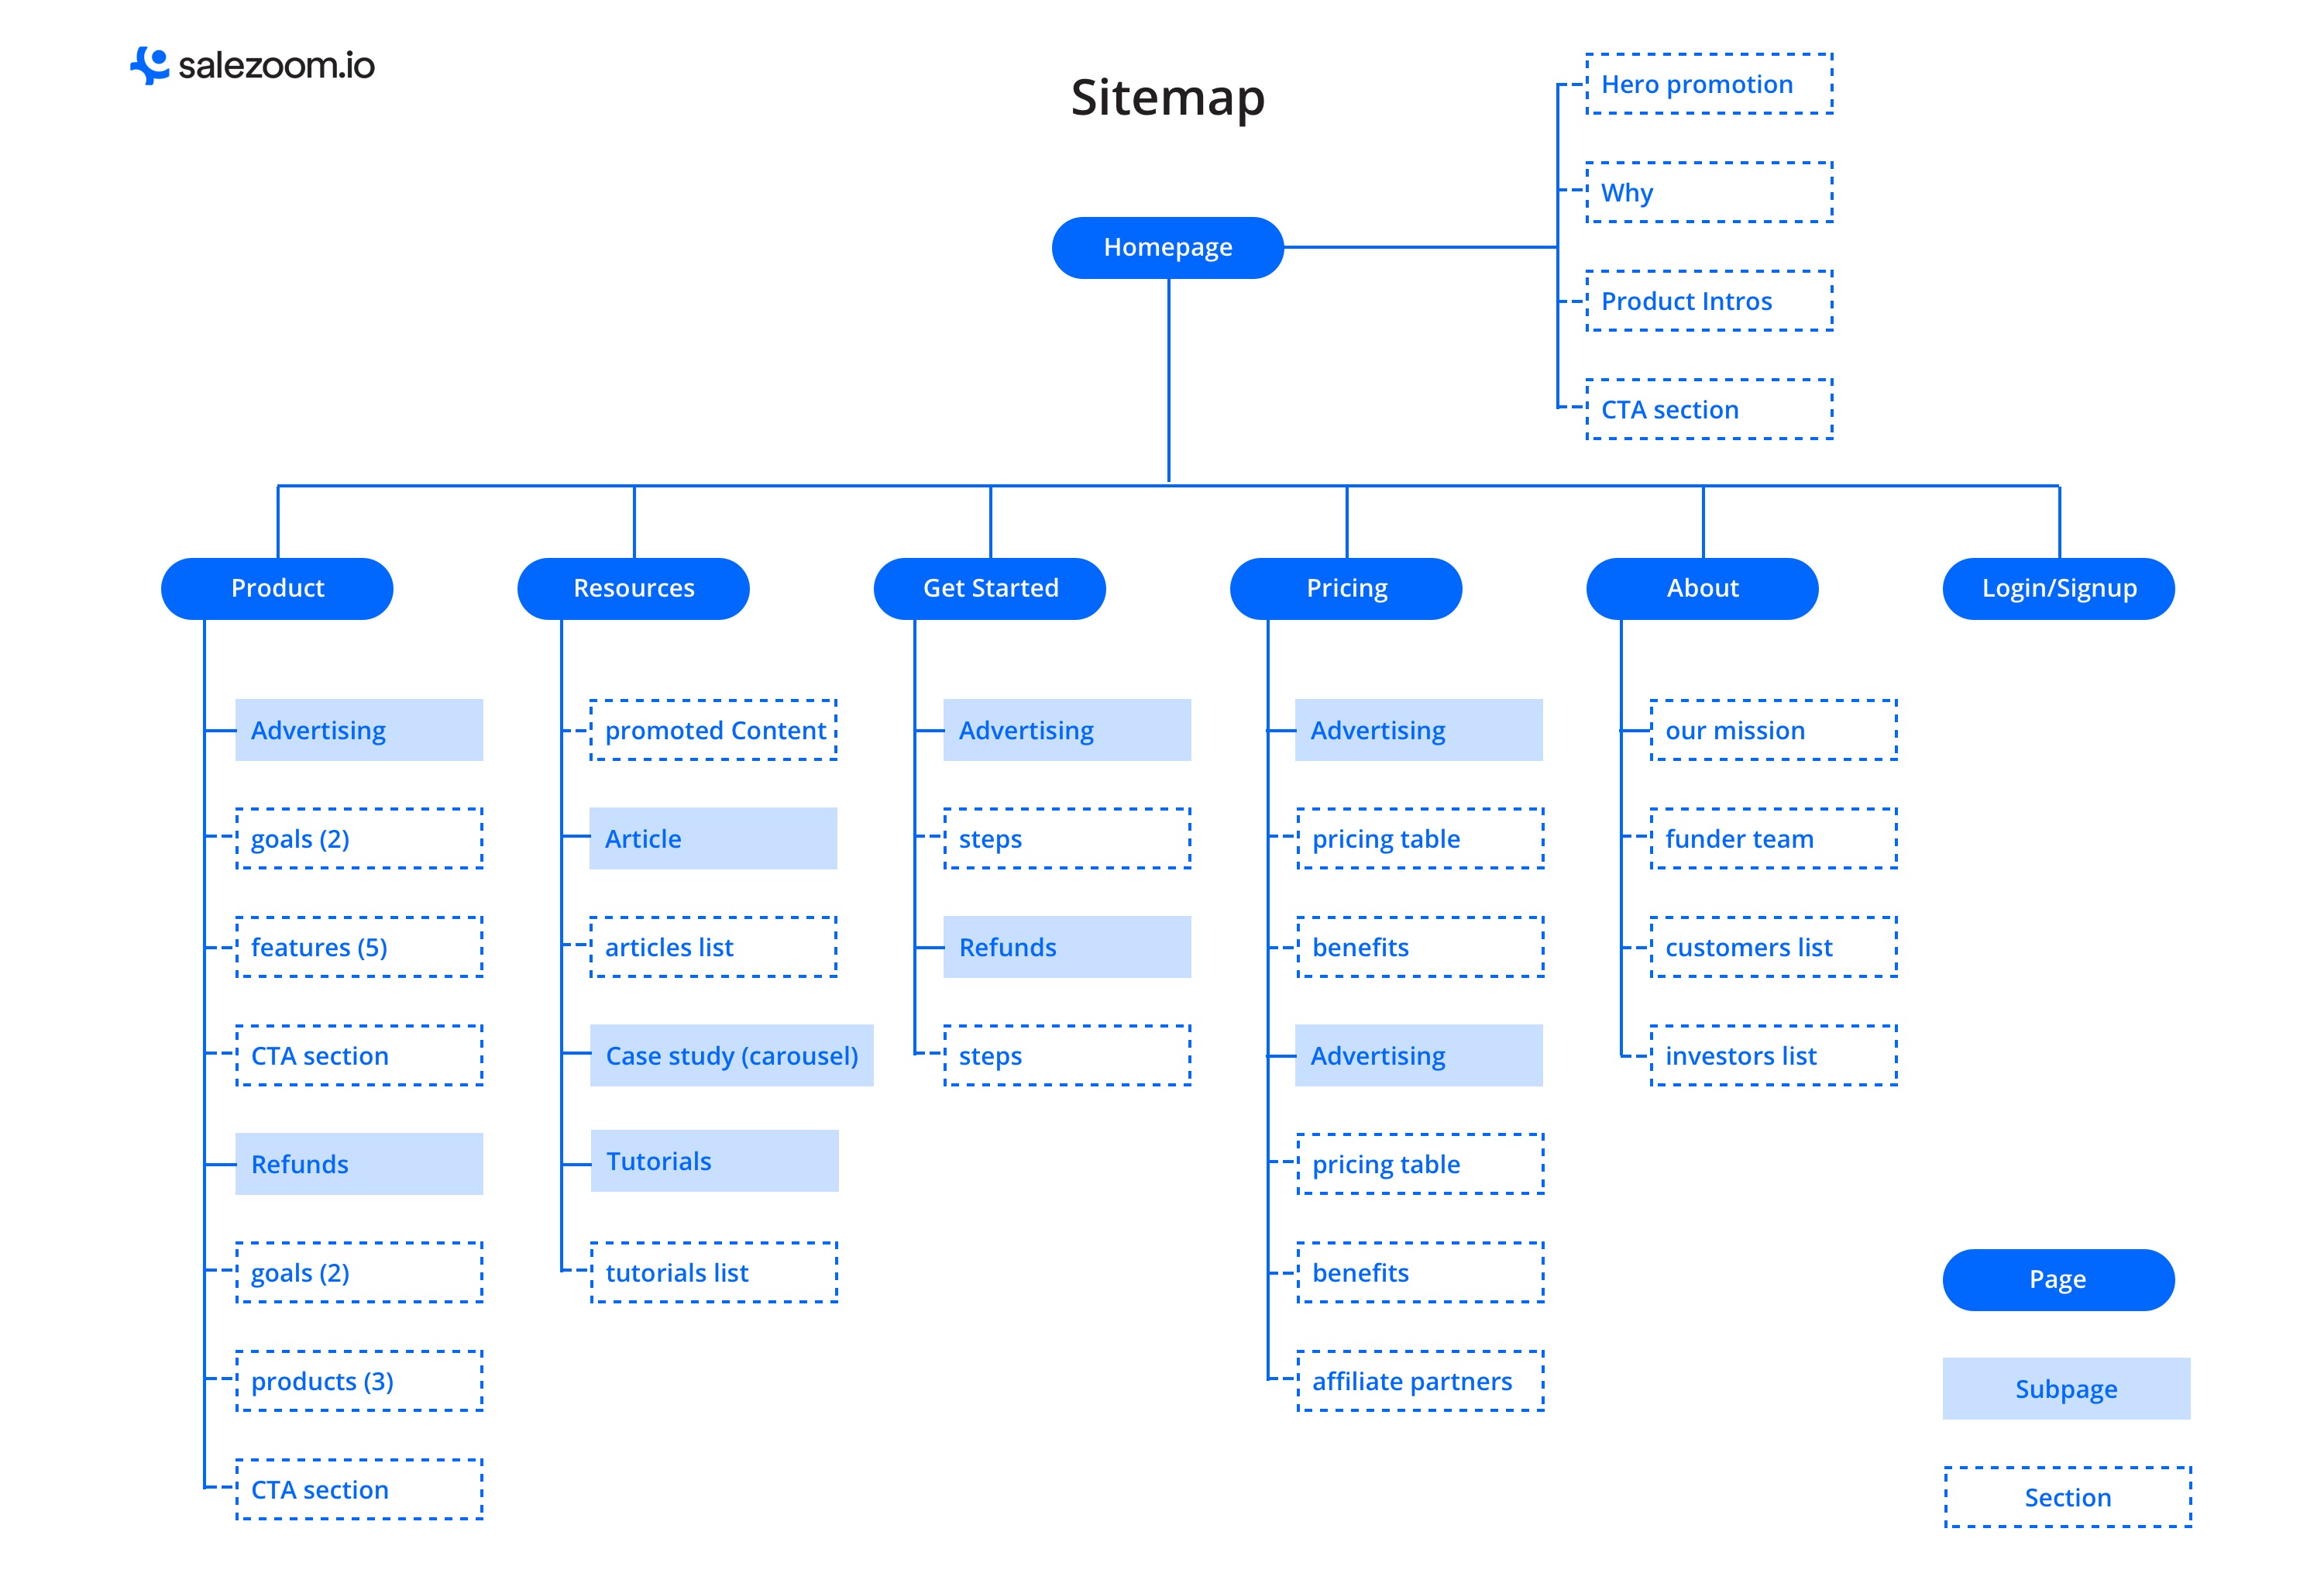 salezoom.io
Sitemap
Hero promotion
Why
Homepage
Product Intros
CTA section
Product
Resources
Get Started
Pricing
About
Login/Signup
Advertising
goals (2)
features (5)
CTA section
Refunds
goals (2)
products (3)
CTA section
promoted Content
Article
articles list
Case study (carousel)
Tutorials
tutorials list
Advertising
steps
Refunds
steps
Advertising
pricing table
benefits
Advertising
pricing table
benefits
affiliate partners
our mission
funder team
customers list
investors list
Page
Subpage
Section